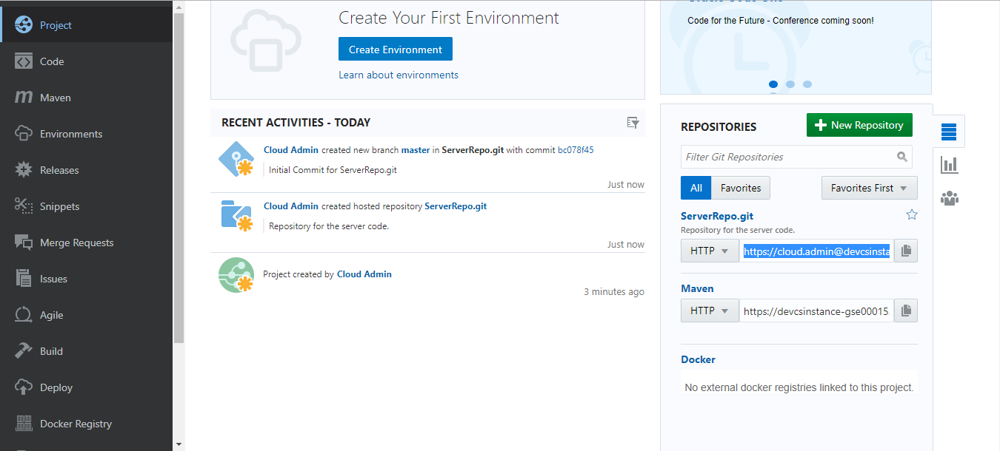 Project
Code
Maven
Environments
Releases
Snippets
Merge Requests
Issues
Agile
Build
Deploy
Docker Registry
Create Your First Environment
Create Environment
Learn about environments
RECENT ACTIVITIES - TODAY
Cloud Admin created new branch master in ServerRepo.git with commit bc078f45
Initial Commit for ServerRepo.git
Just now
Cloud Admin created hosted repository ServerRepo.git
Repository for the server code.
Just now
Project created by Cloud Admin
3 minutes ago
Code for the Future - Conference coming soon!
REPOSITORIES
New Repository
Filter Git Repositories
All Favorites
Favorites First
ServerRepo.git
Repository for the server code.
HTTP https://cloud.admin@devcsinsta
Maven
HTTP https://devcsinstance-gse00015
Docker
No external docker registries linked to this project.